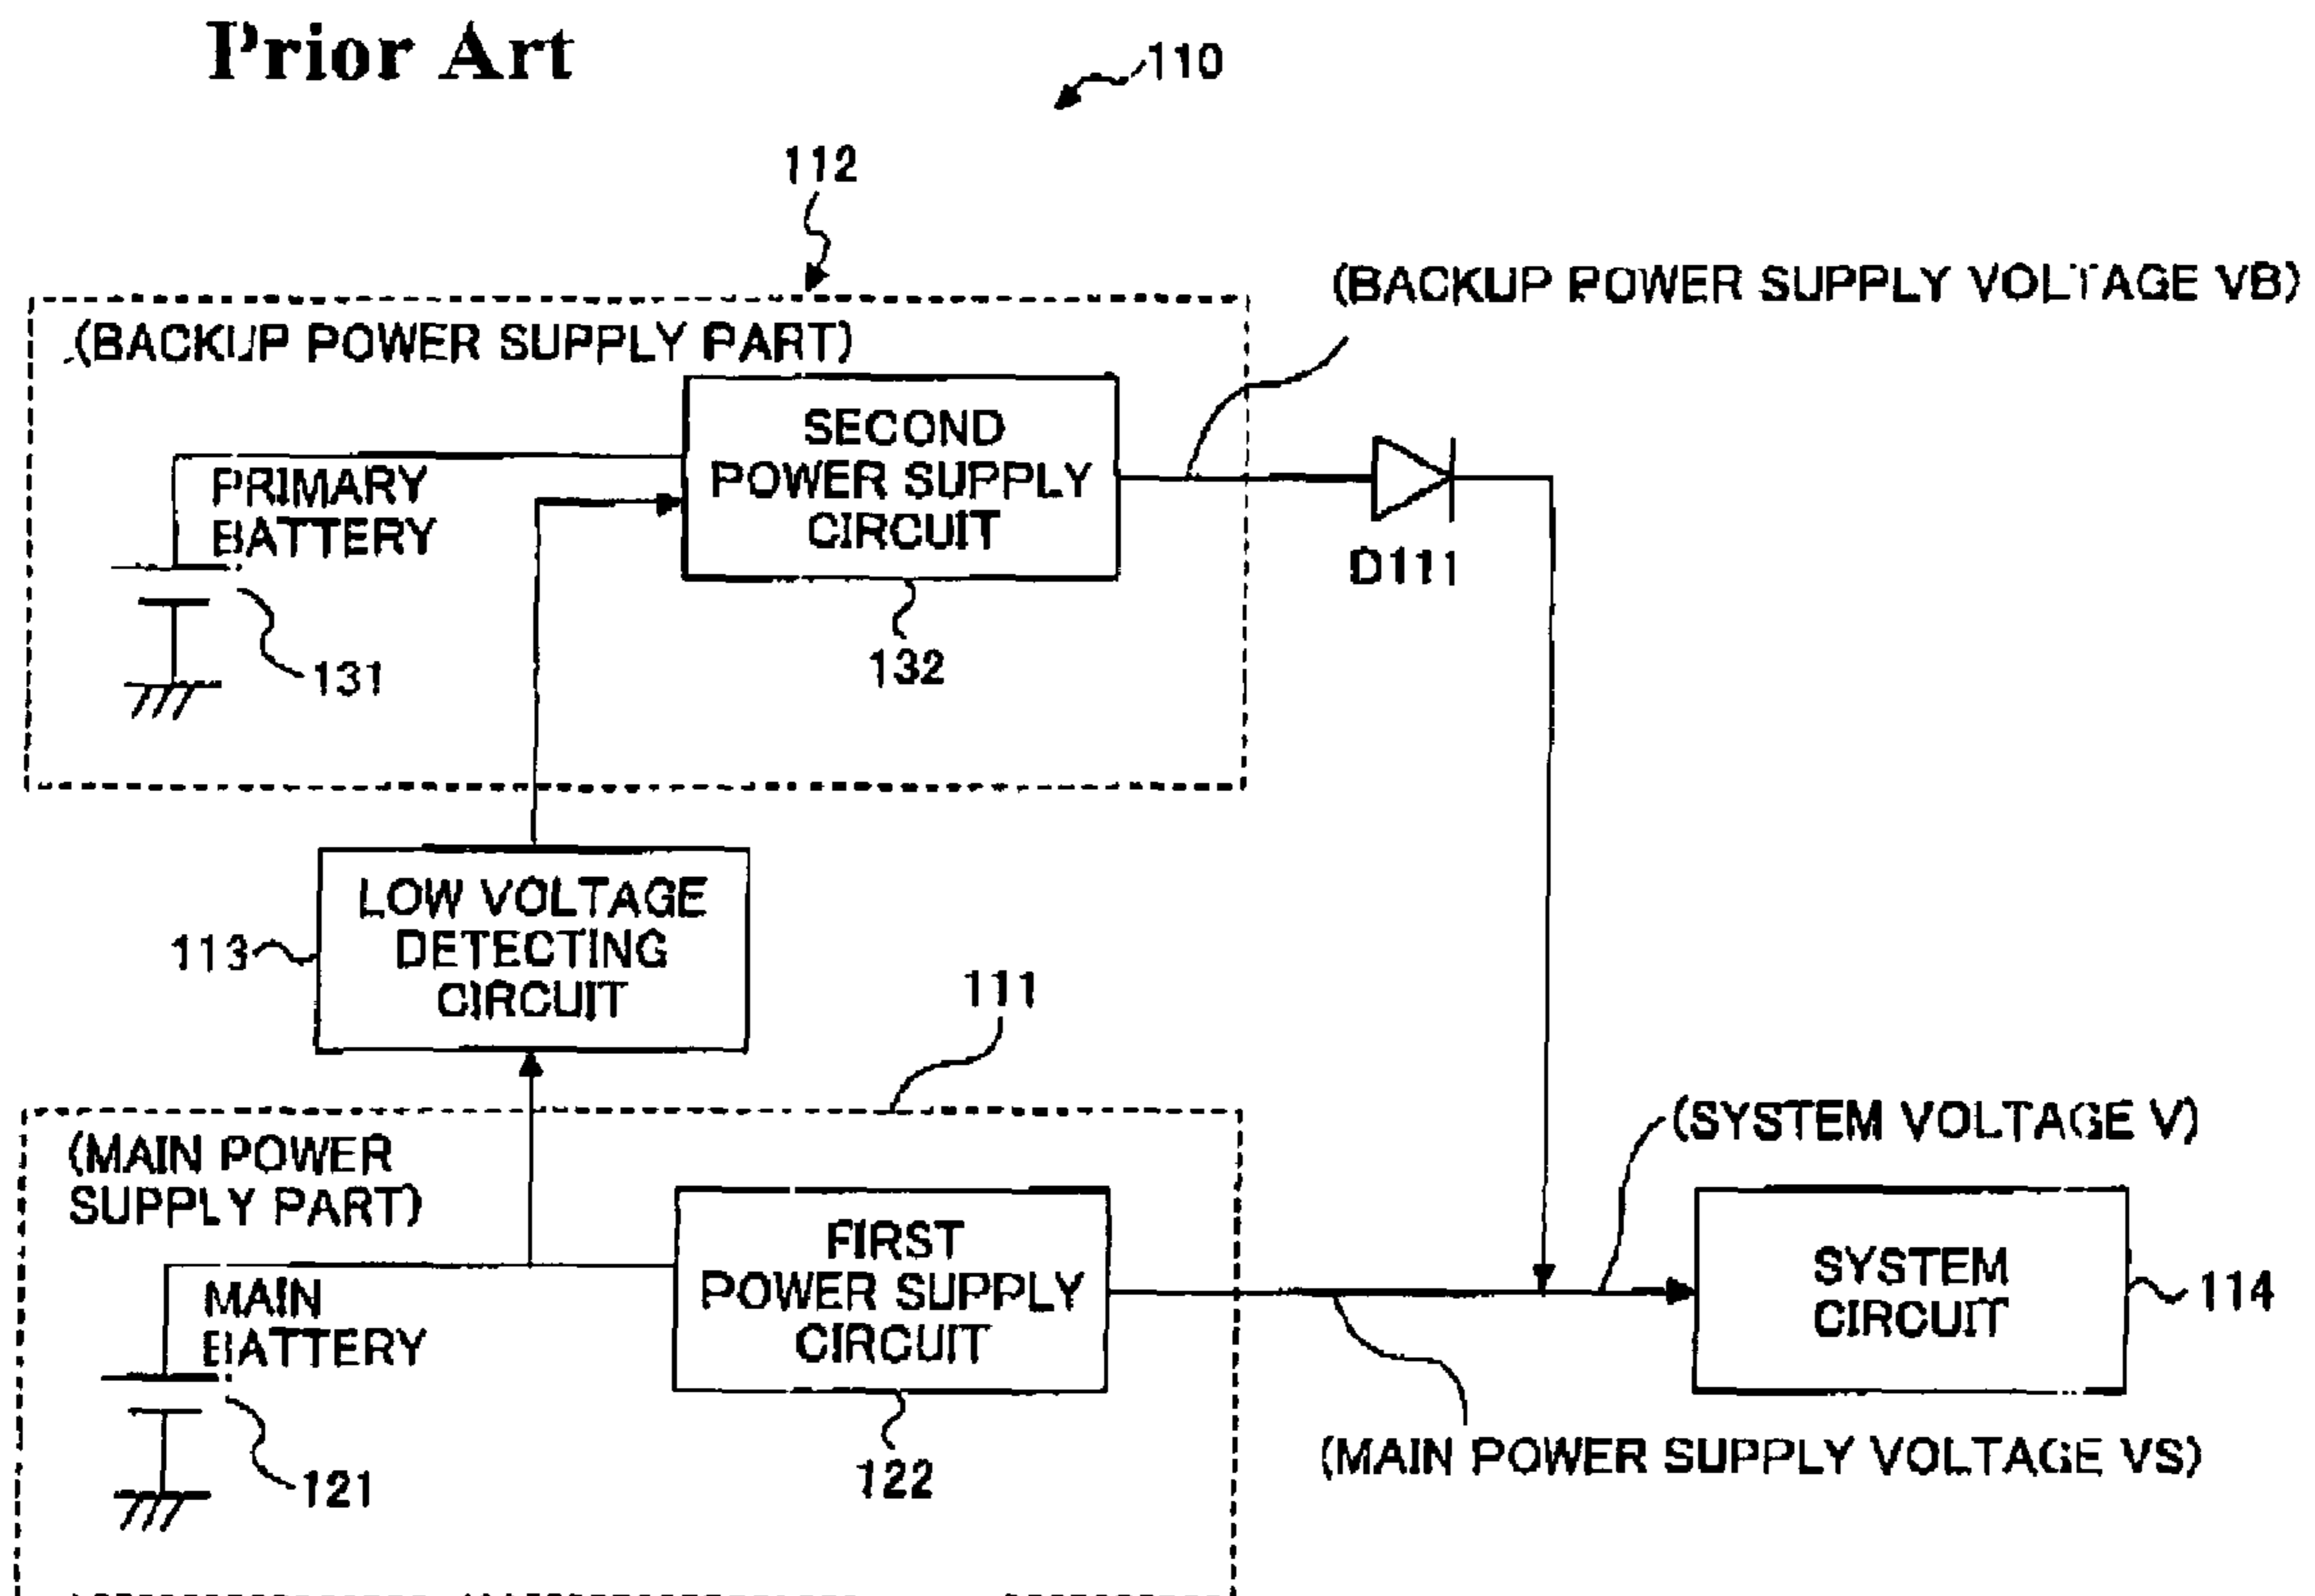 Prior Art
110
112
(BACKUP POWER SUPPLY VOLTAGE VB)
(BACKUP POWER SUPPLY PART)
SECOND
POWER SUPPLY
CIRCUIT
PRIMARY
BATTERY
D111
131
132
LOW VOLTAGE
DETECTING
CIRCUIT
113
111
(SYSTEM VOLTAGE V)
(MAIN POWER
SUPPLY PART)
FIRST
POWER SUPPLY
CIRCUIT
SYSTEM
CIRCUIT
114
MAIN
BATTERY
(MAIN POWER SUPPLY VOLTAGE VS)
121
122